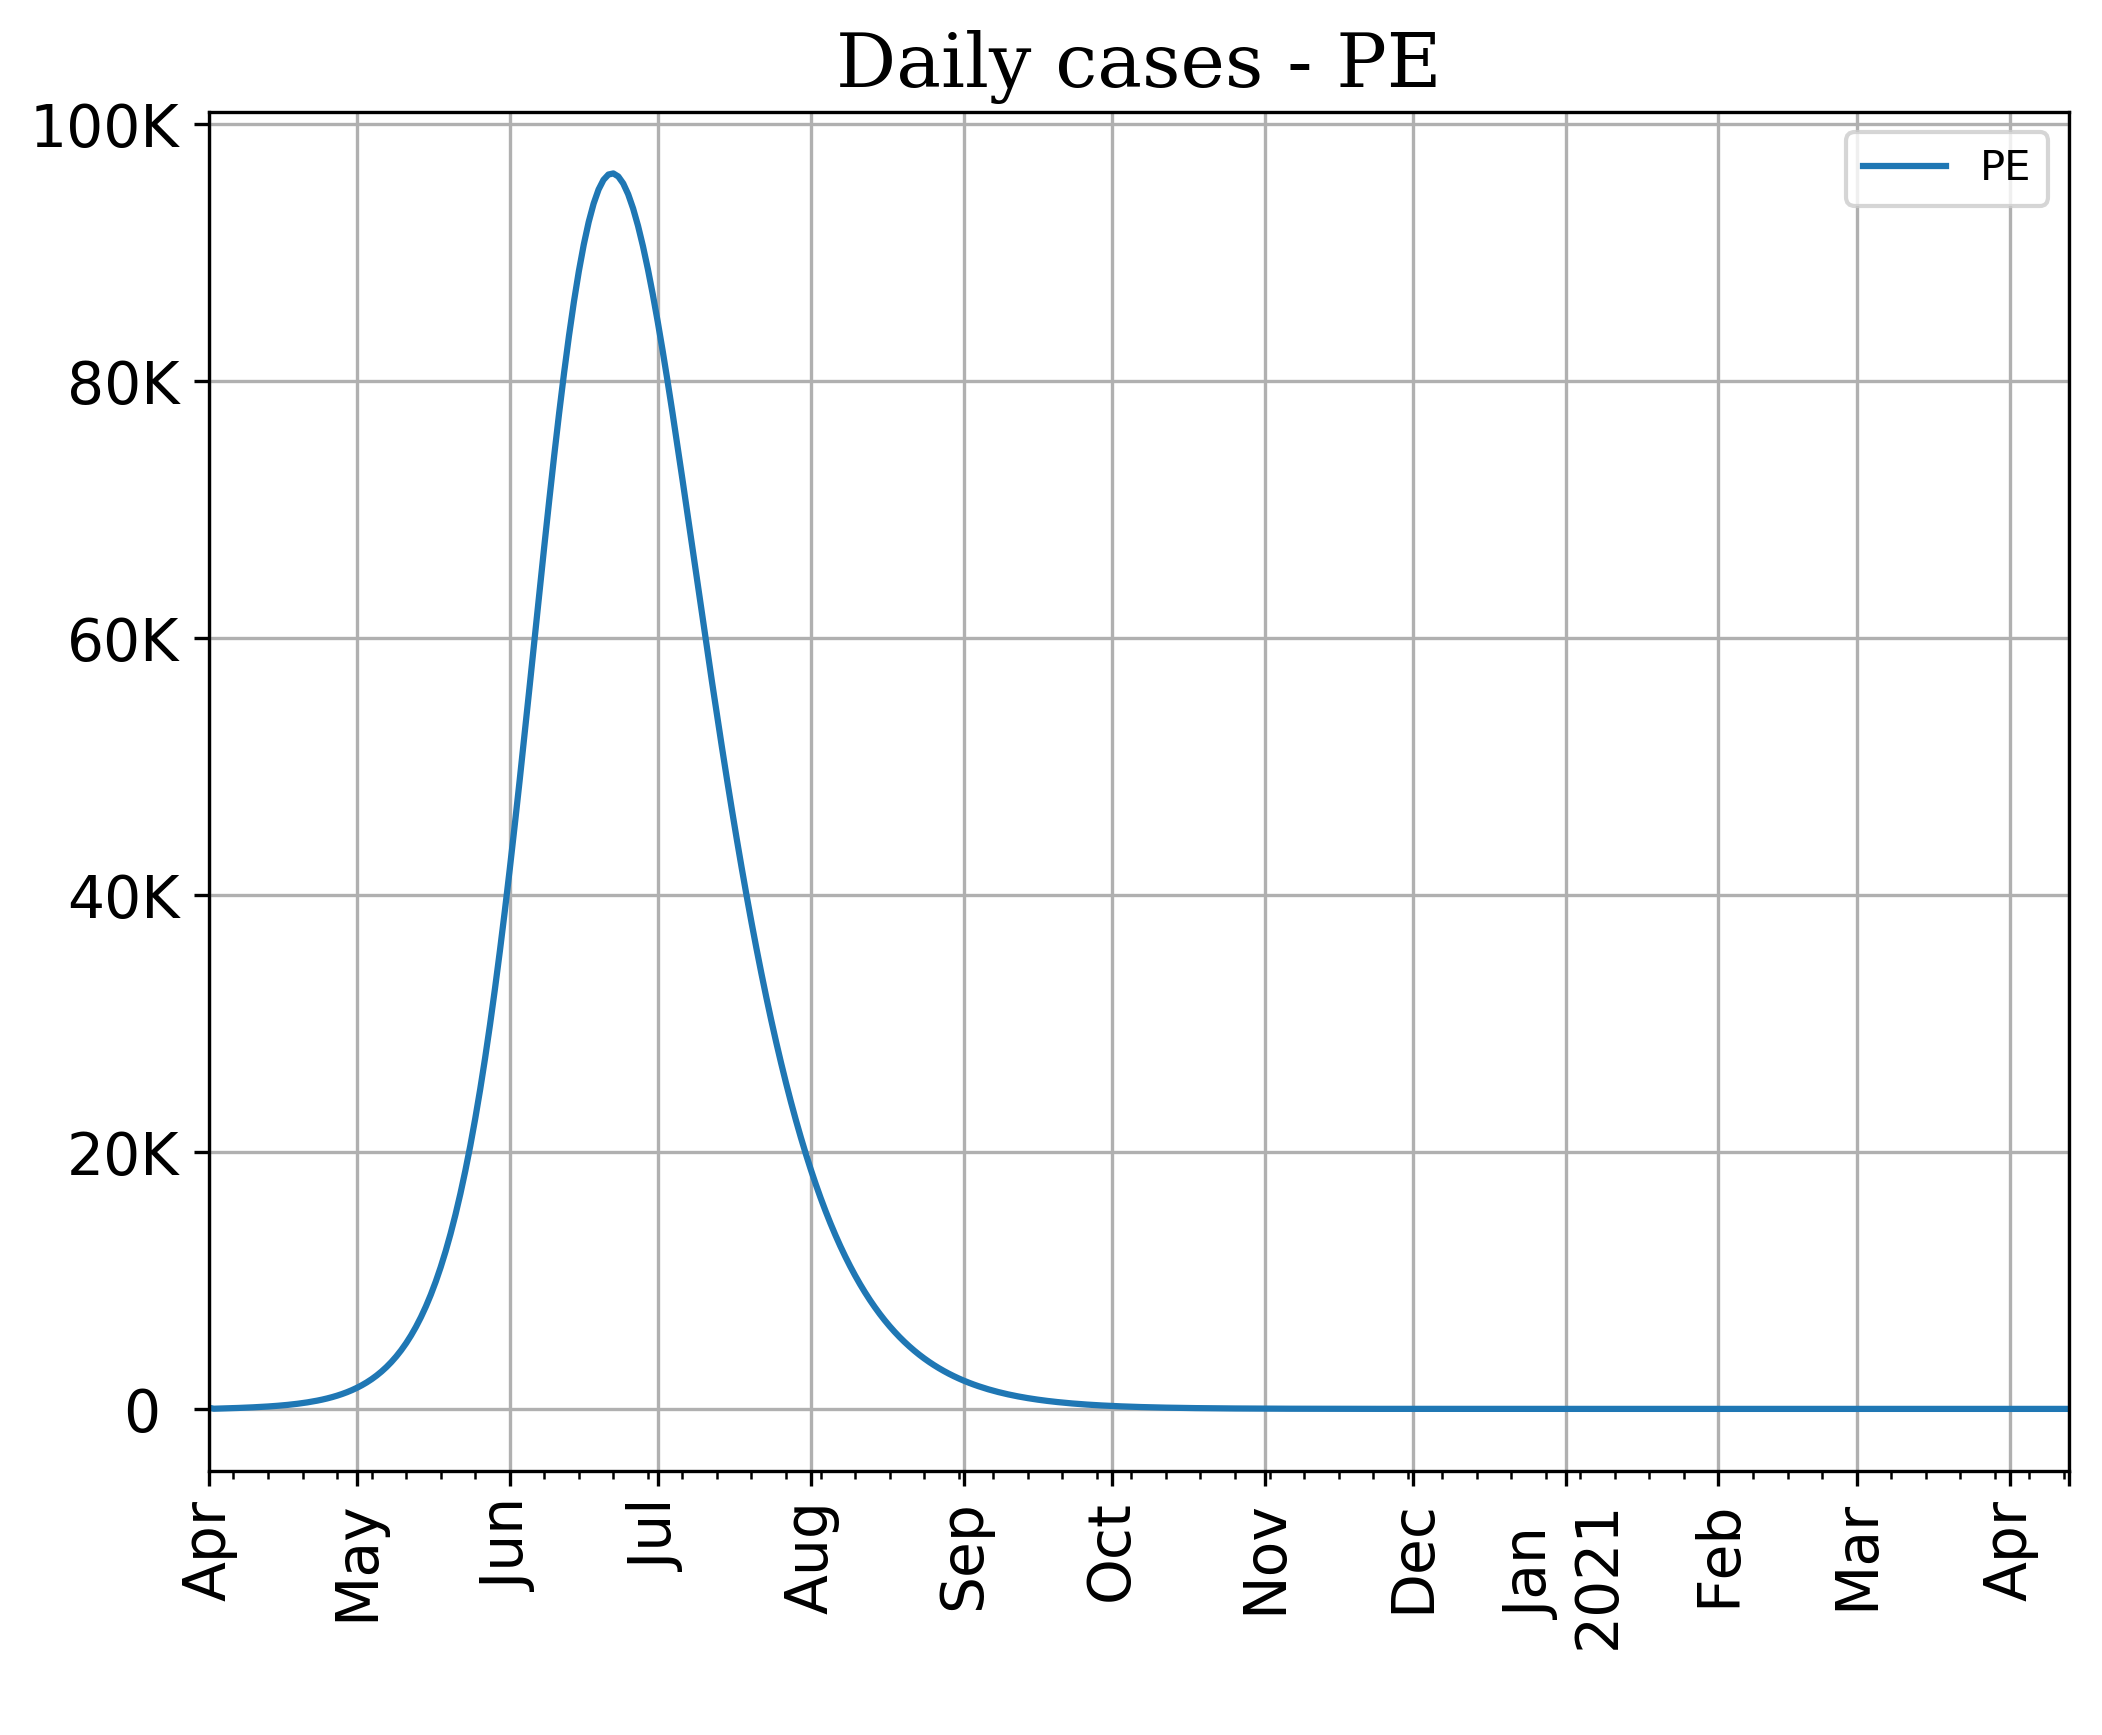 Daily cases - PE
100K
80K
60K
40K
20K
0
PE
Apr
May
Jun
Jul
Aug
Sep
Oct
Nov
Dec
Jan
2021
Feb
Mar
Apr